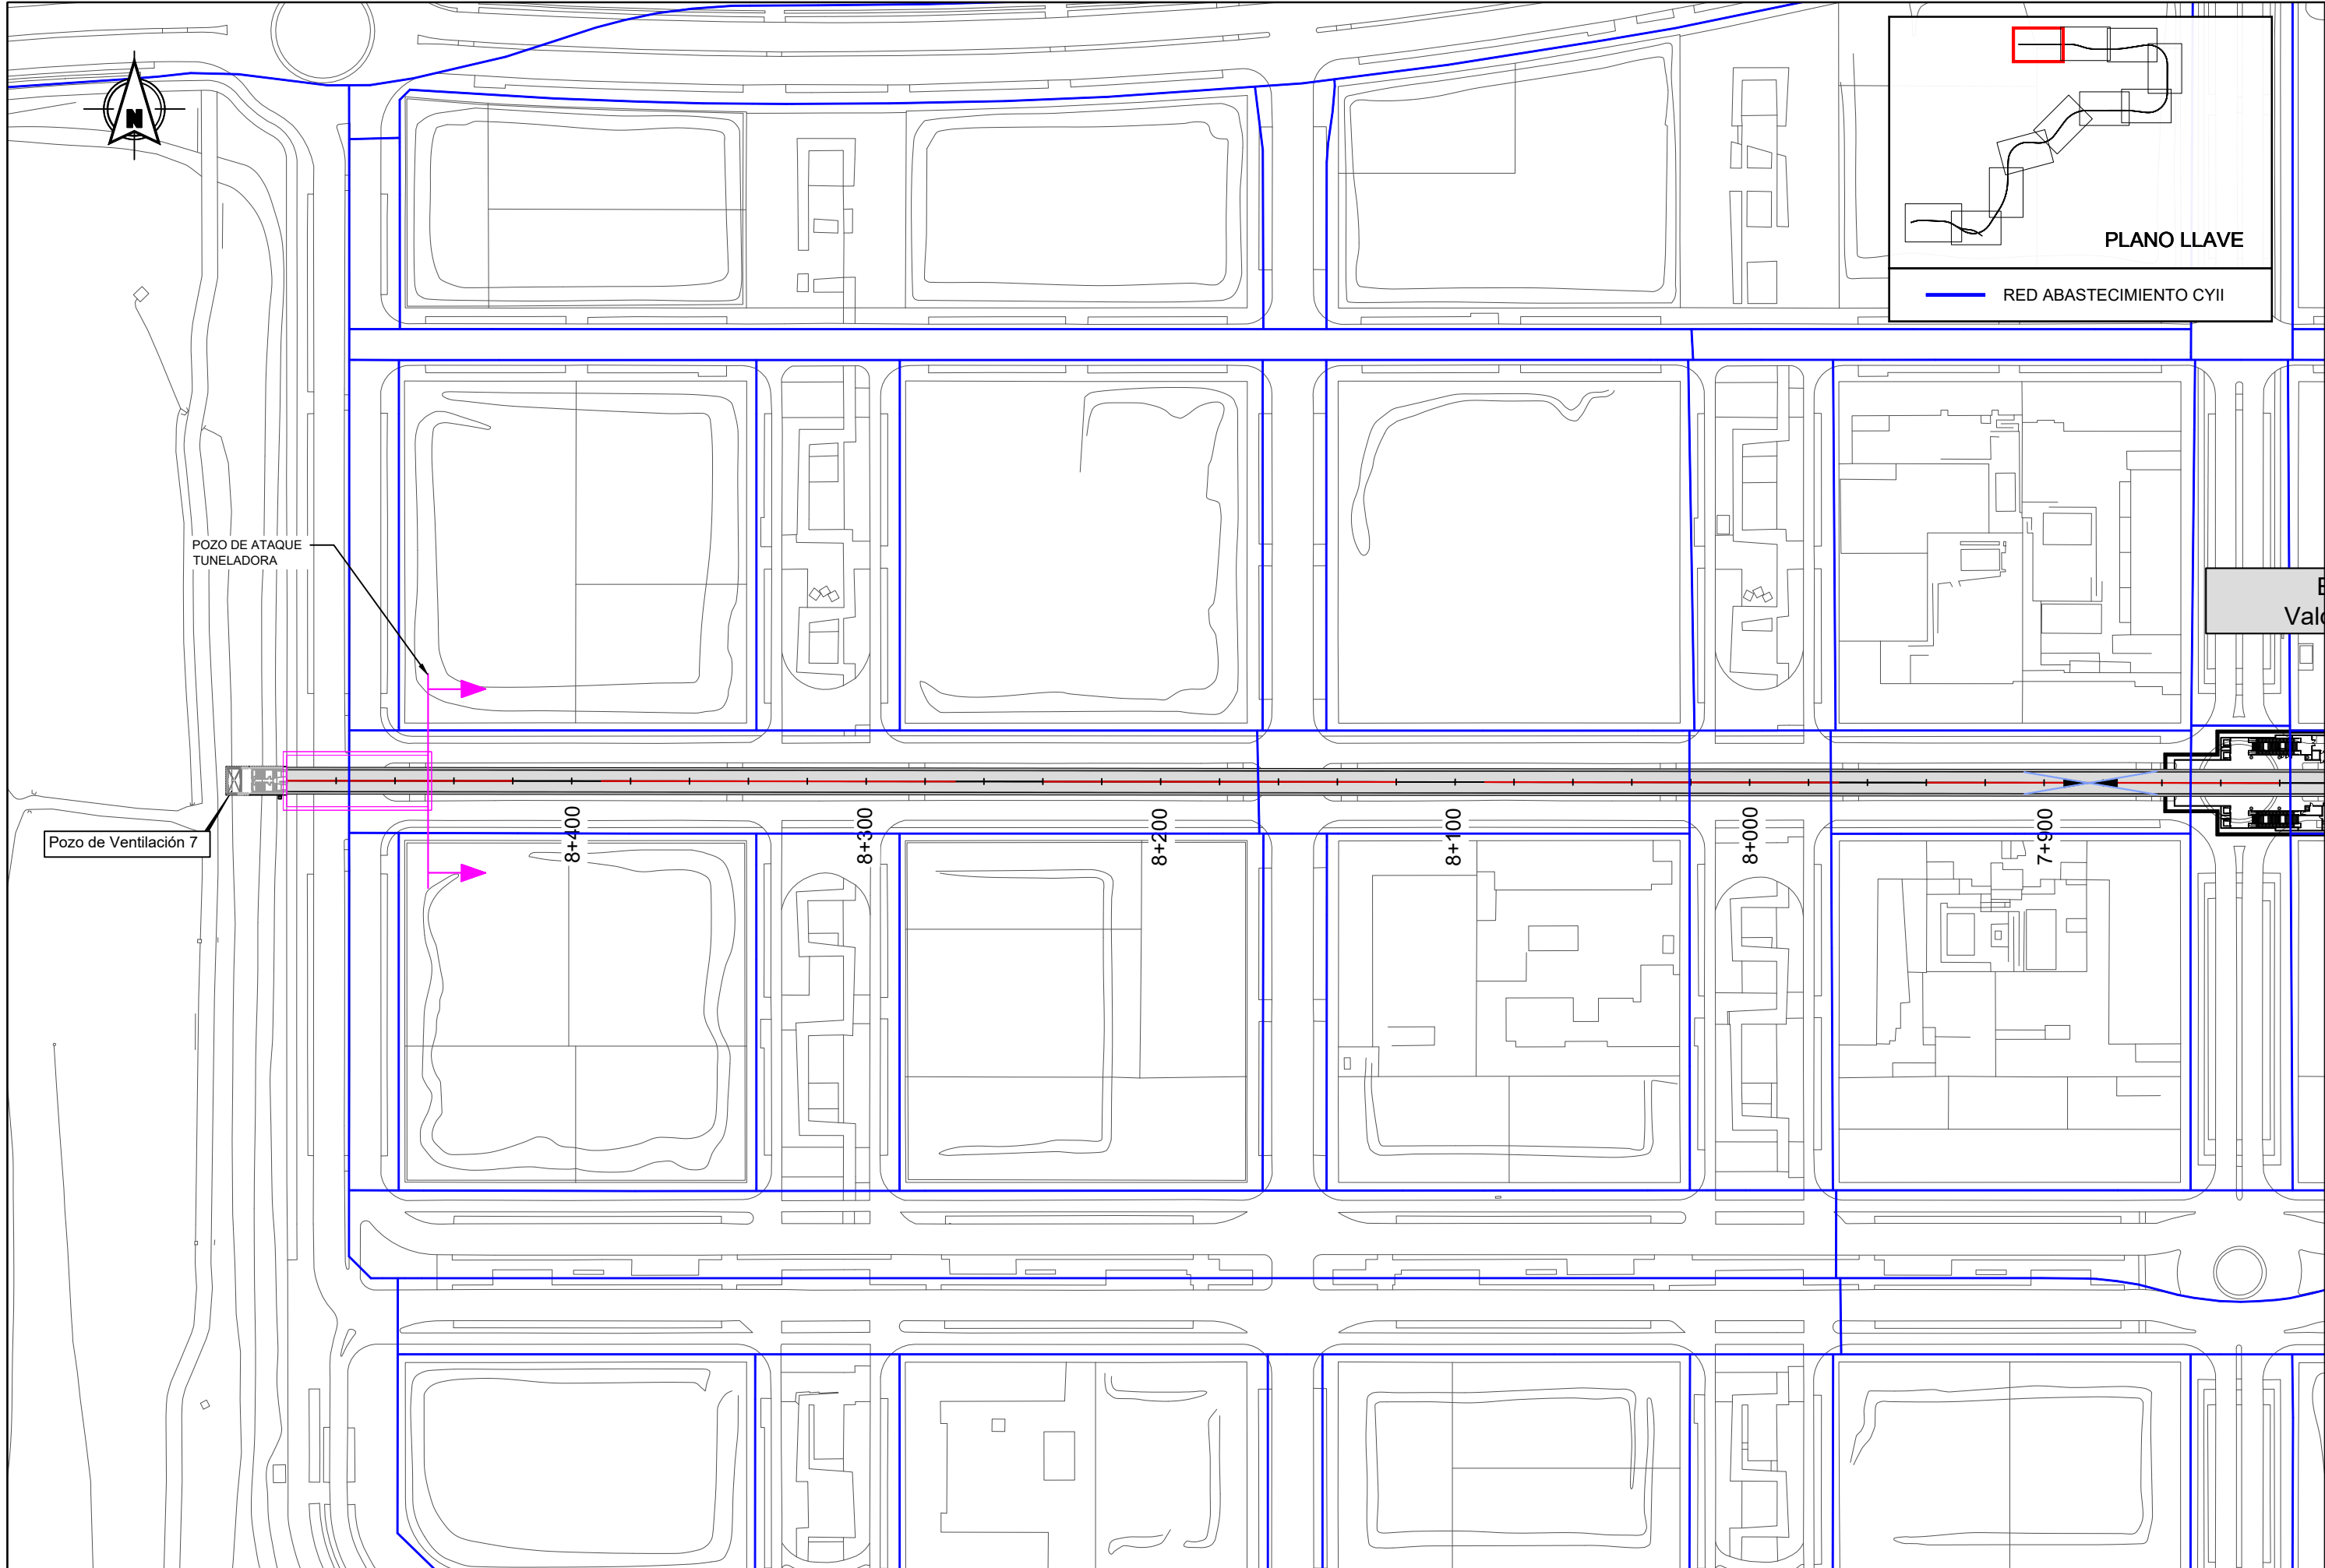 N
PLANO LLAVE
RED ABASTECIMIENTO CYII
POZO DE ATAQUE
TUNELADORA
Pozo de Ventilación 7
8+400
8+300
8+200
8+100
8+000
7+900